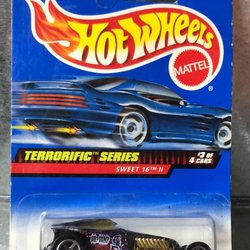 Hot Wheels
MATTEL
TERRORIFIC™ SERIES
#3 OF
4 CARS
SWEET 16™ II